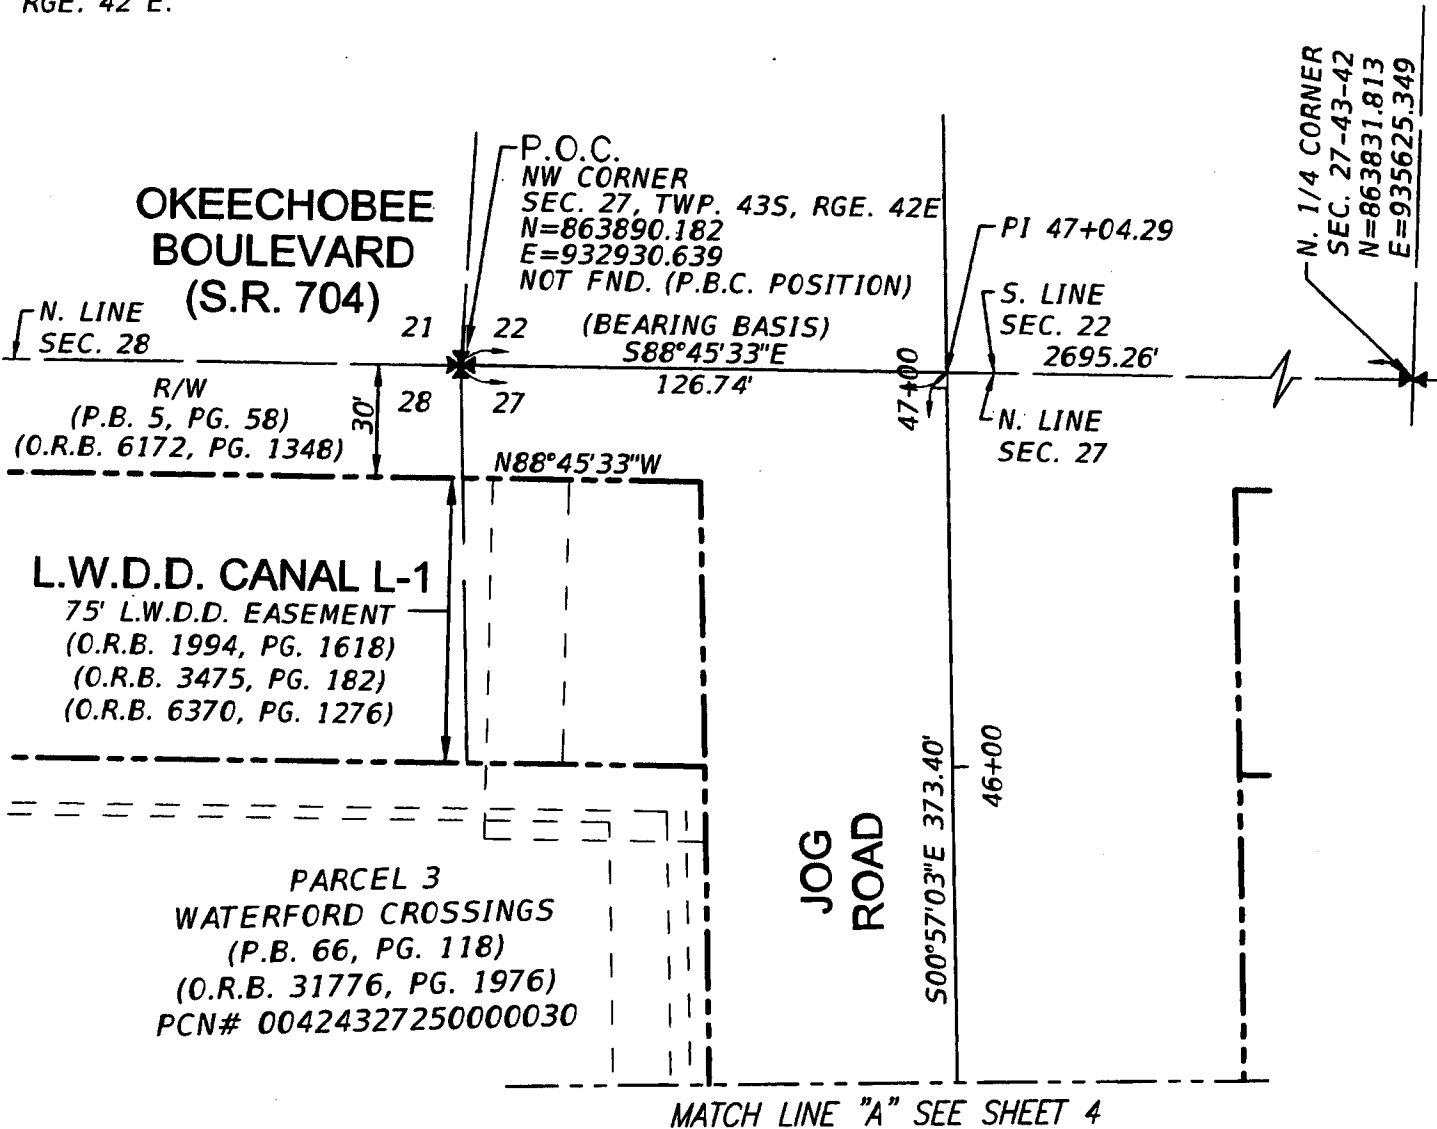 RGE. 42 E.
OKEECHOBEE
BOULEVARD
(S.R. 704)
P.O.C.
NW CORNER
SEC. 27, TWP. 43S, RGE. 42E
N=863890.182
E=932930.639
NOT FND. (P.B.C. POSITION)
N. 1/4 CORNER
SEC. 27-43-42
N=863831.813
E=935625.349
PI 47+04.29
N. LINE
SEC. 28
21
22
(BEARING BASIS)
S88°45'33"E
126.74'
S. LINE
SEC. 22
2695.26'
47+00
R/W
(P.B. 5, PG. 58)
(O.R.B. 6172, PG. 1348)
30'
28
27
N. LINE
SEC. 27
N88°45'33"W
L.W.D.D. CANAL L-1
75' L.W.D.D. EASEMENT
(O.R.B. 1994, PG. 1618)
(O.R.B. 3475, PG. 182)
(O.R.B. 6370, PG. 1276)
S00°57'03"E 373.40'
46+00
JOG
ROAD
PARCEL 3
WATERFORD CROSSINGS
(P.B. 66, PG. 118)
(O.R.B. 31776, PG. 1976)
PCN# 00424327250000030
MATCH LINE "A" SEE SHEET 4